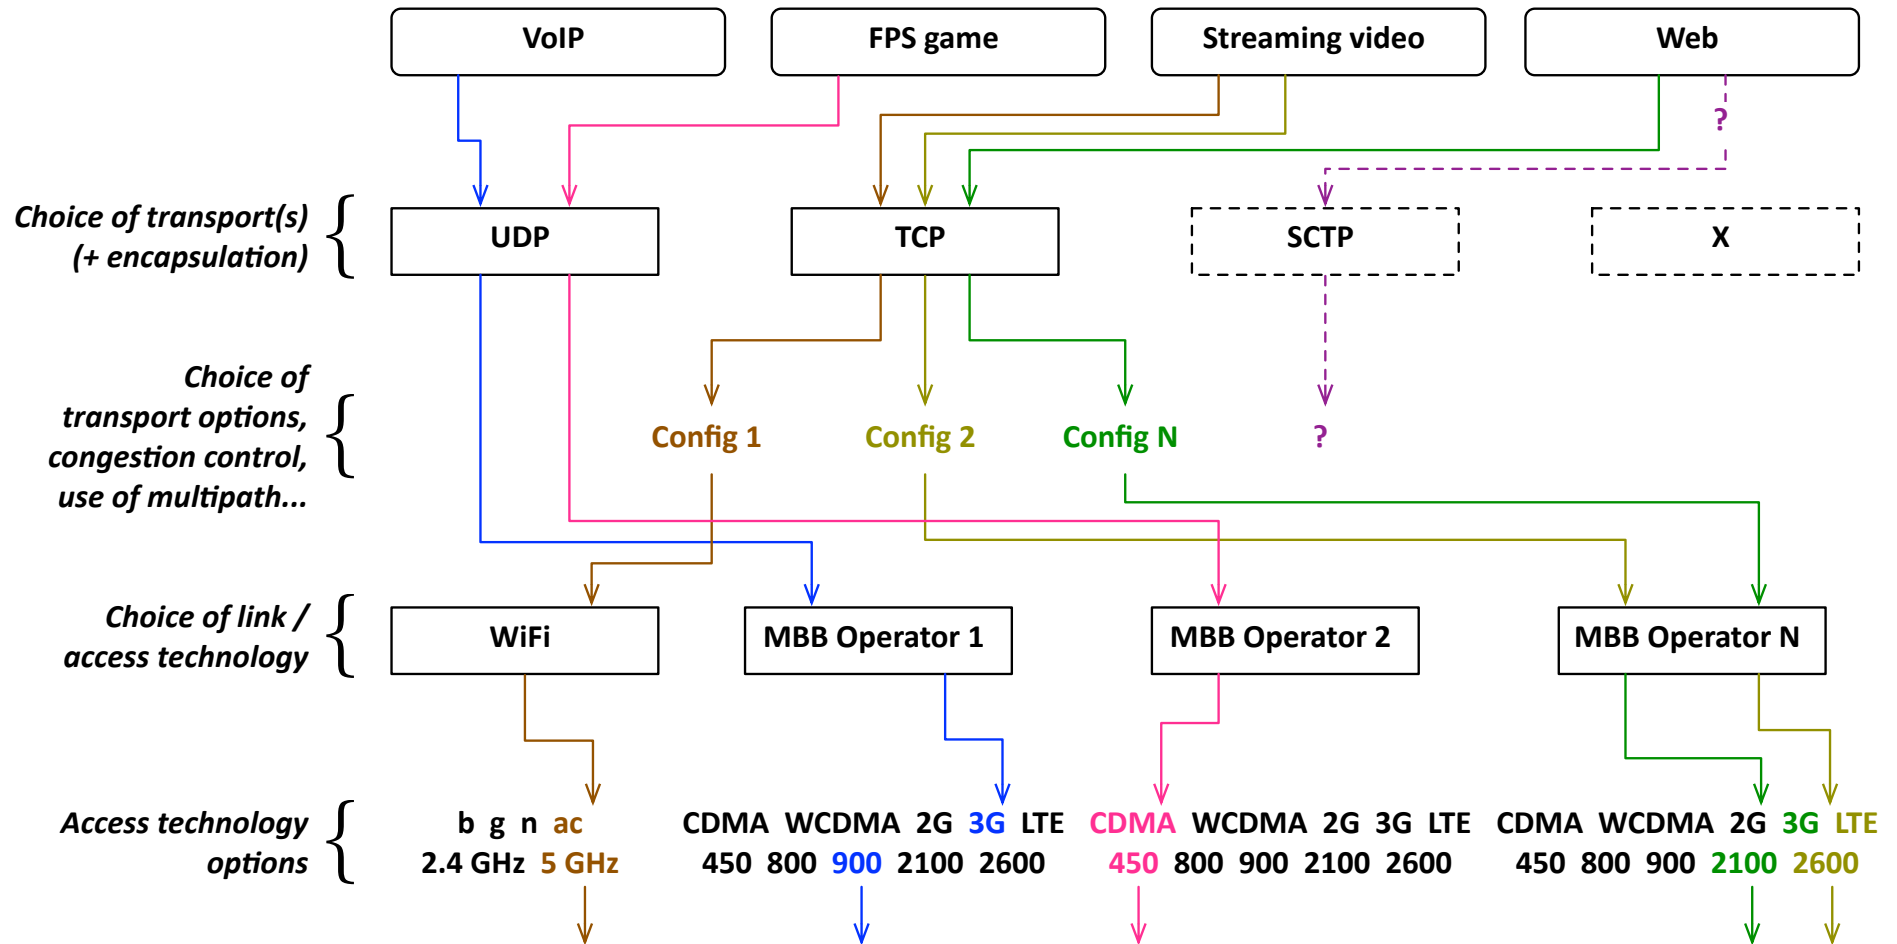 VoIP
FPS game
Streaming video
Web
?
Choice of transport(s)
(+ encapsulation)
UDP
TCP
SCTP
X
Choice of
transport options,
congestion control,
use of multipath...
Config 1
Config 2
Config N
?
Choice of link /
access technology
WiFi
MBB Operator 1
MBB Operator 2
MBB Operator N
Access technology
options
b g n ac
2.4 GHz 5 GHz
CDMA WCDMA 2G 3G LTE
450 800 900 2100 2600
CDMA WCDMA 2G 3G LTE
450 800 900 2100 2600
CDMA WCDMA 2G 3G LTE
450 800 900 2100 2600